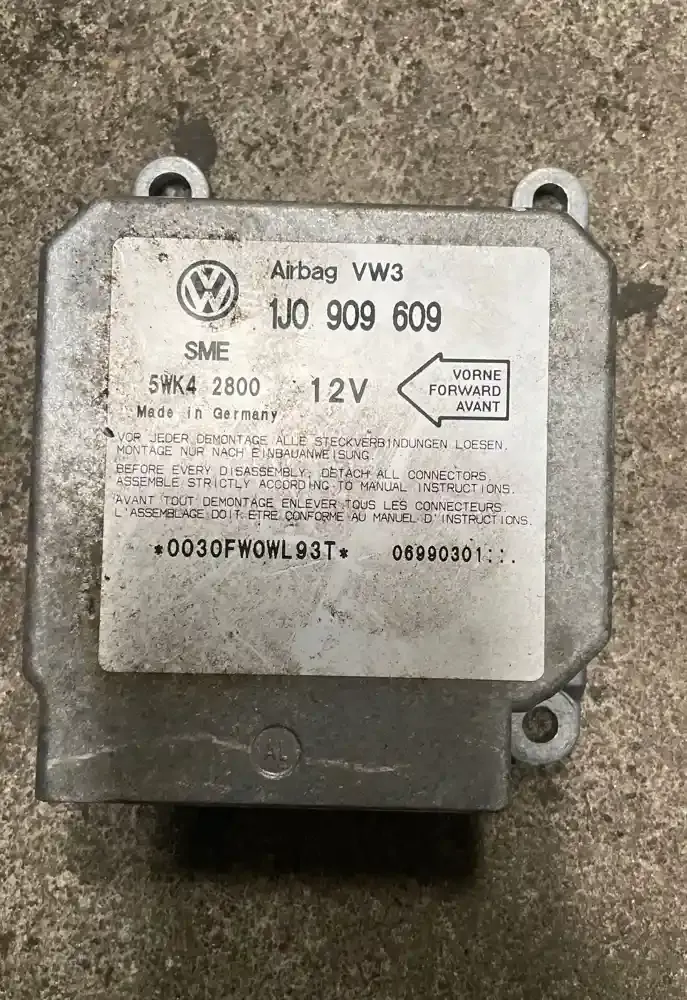 Airbag VW3
1J0 909 609
SME
5WK4 2800 12V
VORNE
FORWARD
AVANT
Made in Germany
VOR JEDER DEMONTAGE ALLE STECKVERBINDUNGEN LOESEN.
MONTAGE NUR NACH EINBAUANWEISUNG.
BEFORE EVERY DISASSEMBLY, DETACH ALL CONNECTORS.
ASSEMBLE STRICTLY ACCORDING TO MANUAL INSTRUCTIONS.
AVANT TOUT DEMONTAGE ENLEVER TOUS LES CONNECTEURS.
L'ASSEMBLAGE DOIT ETRE CONFORME AU MANUEL D'INSTRUCTIONS.
*0030FW0WL93T* 06990301::.
AL